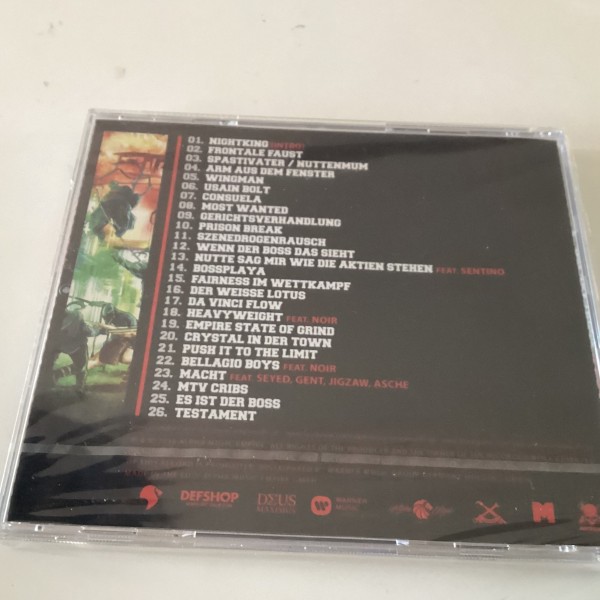 01. NIGHTKING (INTRO)
02. FRONTALE FAUST
03. SPASTIVATER / NUTTENMUM
04. ARM AUS DEM FENSTER
05. WINGMAN
06. USAIN BOLT
07. CONSUELA
08. MOST WANTED
09. GERICHTSVERHANDLUNG
10. PRISON BREAK
11. SZENEDROGENRAUSCH
12. WENN DER BOSS DAS SIEHT
13. NUTTE SAG MIR WIE DIE AKTIEN STEHEN FEAT. SENTINO
14. BOSSPLAYA
15. FAIRNESS IM WETTKAMPF
16. DER WEISSE LOTUS
17. DA VINCI FLOW
18. HEAVYWEIGHT FEAT. NOIR
19. EMPIRE STATE OF GRIND
20. CRYSTAL IN DER TOWN
21. PUSH IT TO THE LIMIT
22. BELLAGIO BOYS FEAT. NOIR
23. MACHT FEAT. SEYED, GENT, JIGZAW, ASCHE
24. MTV CRIBS
25. ES IST DER BOSS
26. TESTAMENT
DEFSHOP
DEUS MAXIMUS
WARNER MUSIC
M